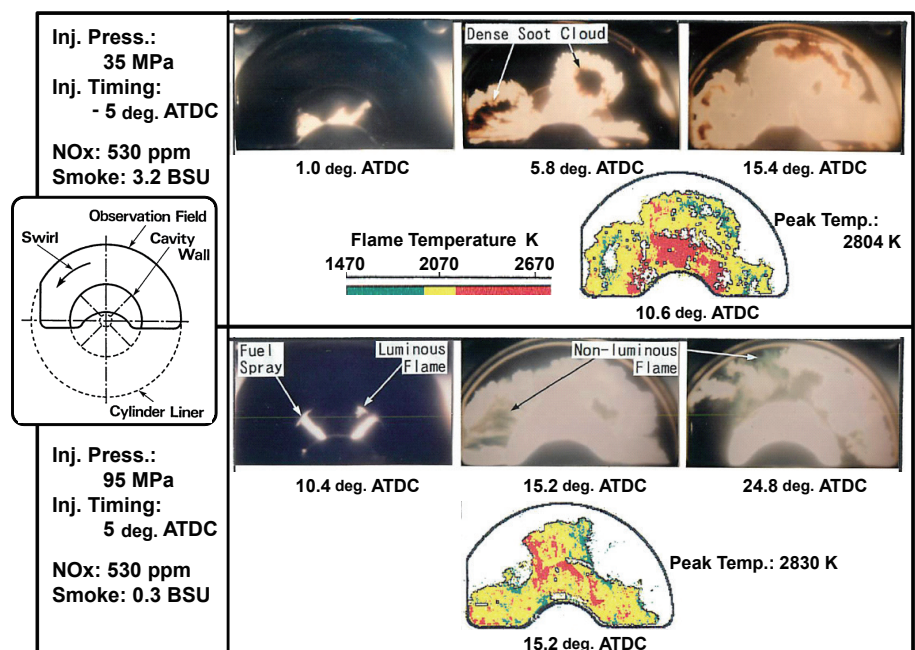 Inj. Press.:
35 MPa
Inj. Timing:
- 5 deg. ATDC
NOx: 530 ppm
Smoke: 3.2 BSU
Dense Soot Cloud
1.0 deg. ATDC
5.8 deg. ATDC
15.4 deg. ATDC
Flame Temperature K
1470 2070 2670
Peak Temp.:
2804 K
10.6 deg. ATDC
Observation Field
Swirl
Cavity
Wall
Cylinder Liner
Inj. Press.:
95 MPa
Inj. Timing:
5 deg. ATDC
NOx: 530 ppm
Smoke: 0.3 BSU
Fuel
Spray
Luminous
Flame
Non-luminous
Flame
10.4 deg. ATDC
15.2 deg. ATDC
24.8 deg. ATDC
Peak Temp.: 2830 K
15.2 deg. ATDC